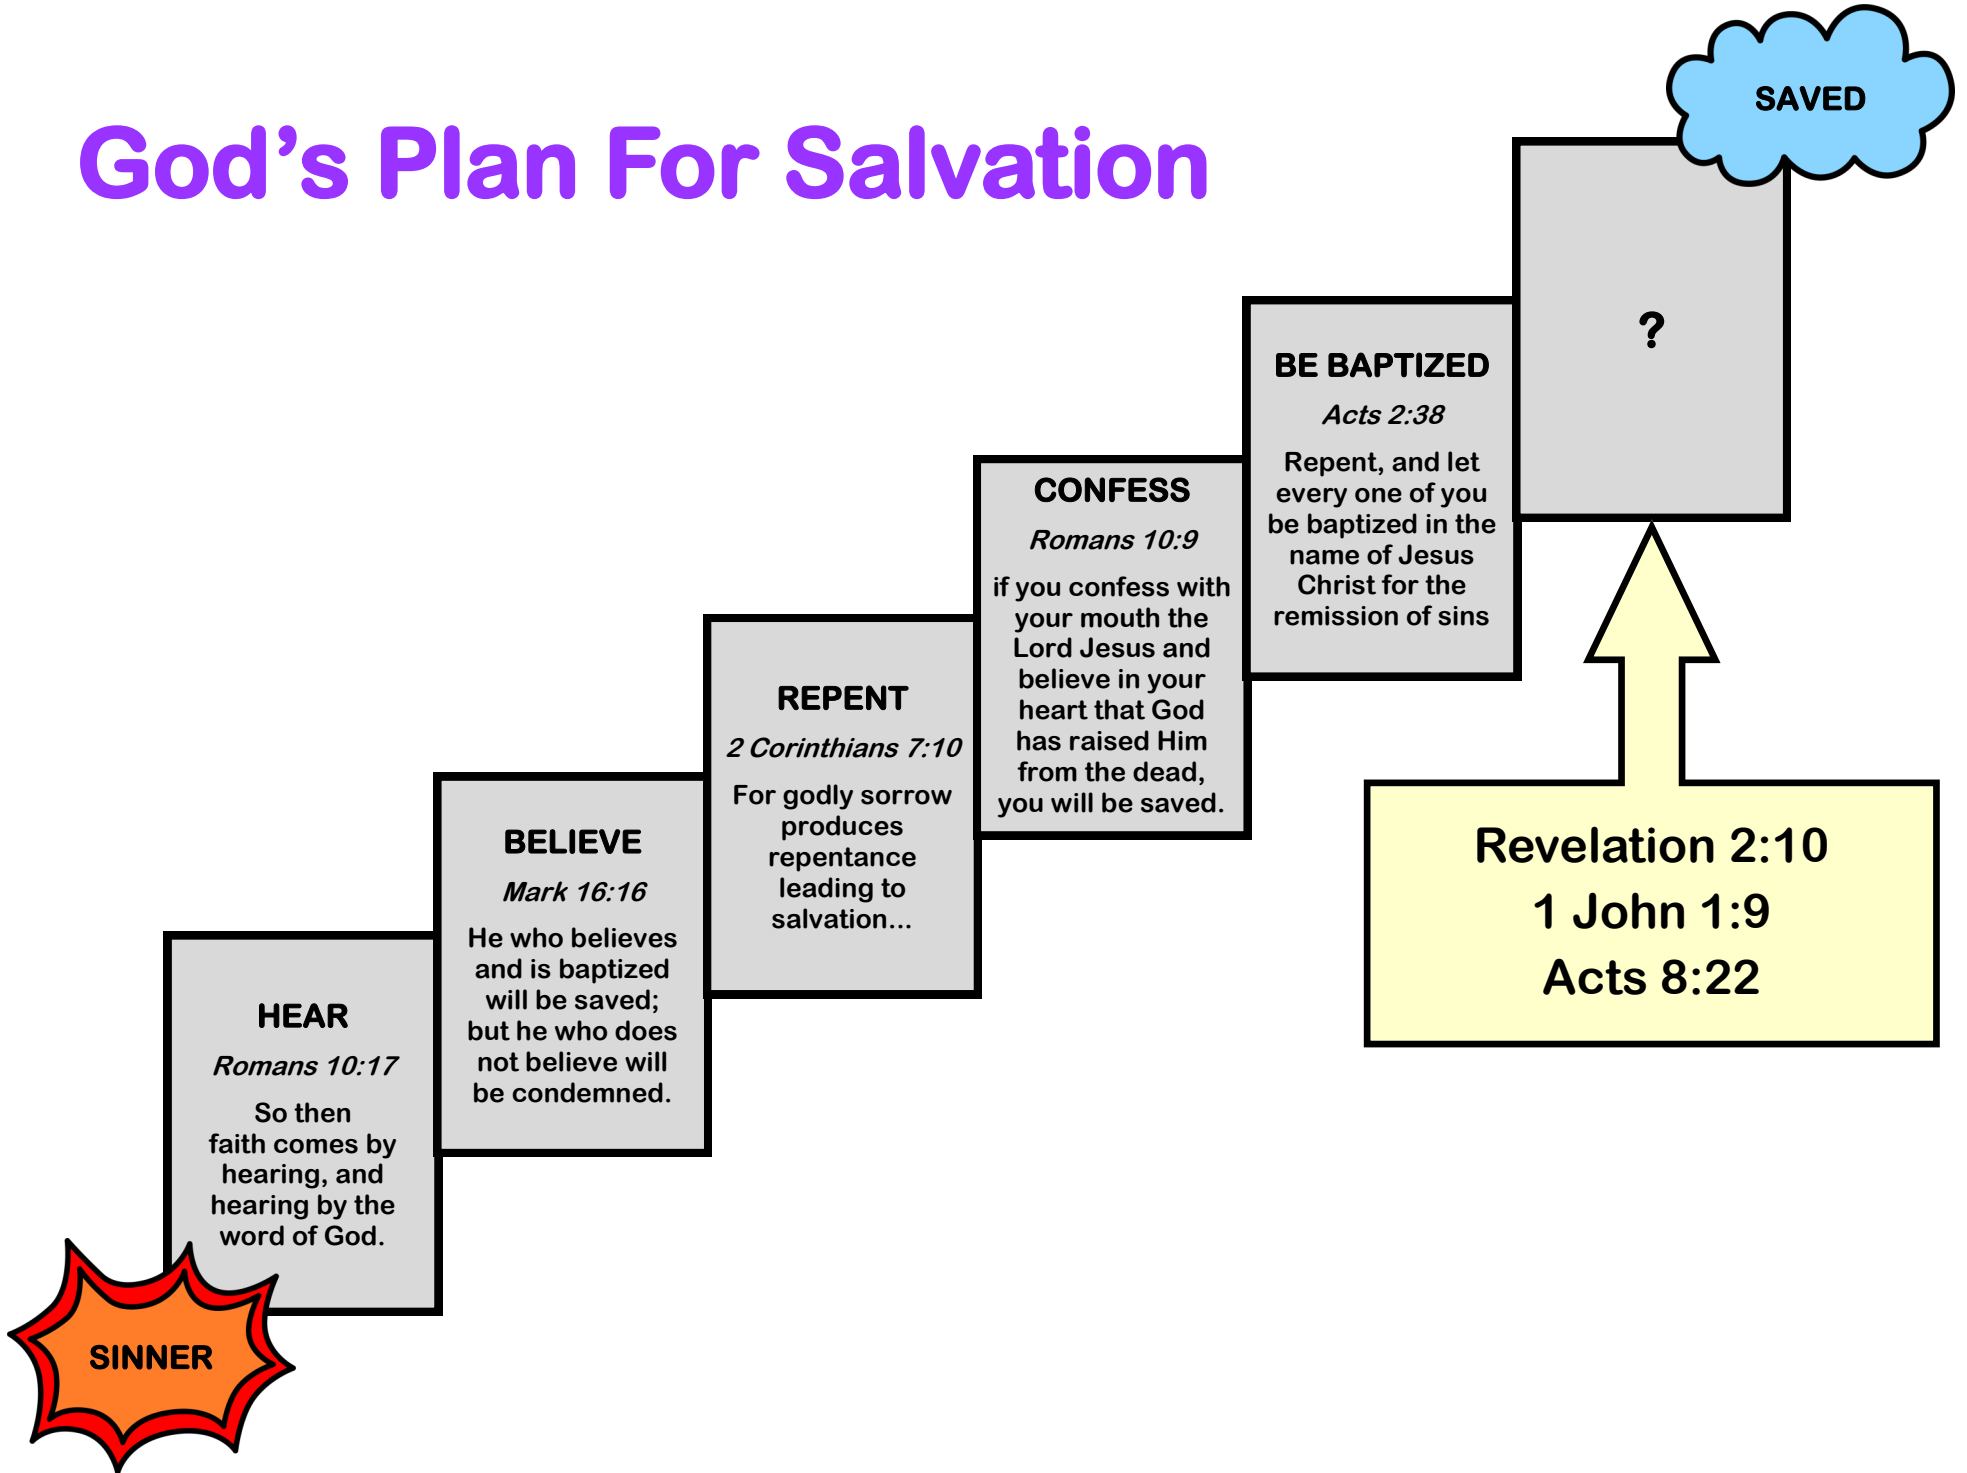 God's Plan For Salvation
SAVED
?
BE BAPTIZED
Acts 2:38
Repent, and let
every one of you
be baptized in the
name of Jesus
Christ for the
remission of sins
CONFESS
Romans 10:9
if you confess with
your mouth the
Lord Jesus and
believe in your
heart that God
has raised Him
from the dead,
you will be saved.
REPENT
2 Corinthians 7:10
For godly sorrow
produces
repentance
leading to
salvation...
BELIEVE
Mark 16:16
He who believes
and is baptized
will be saved;
but he who does
not believe will
be condemned.
HEAR
Romans 10:17
So then
faith comes by
hearing, and
hearing by the
word of God.
SINNER
Revelation 2:10
1 John 1:9
Acts 8:22